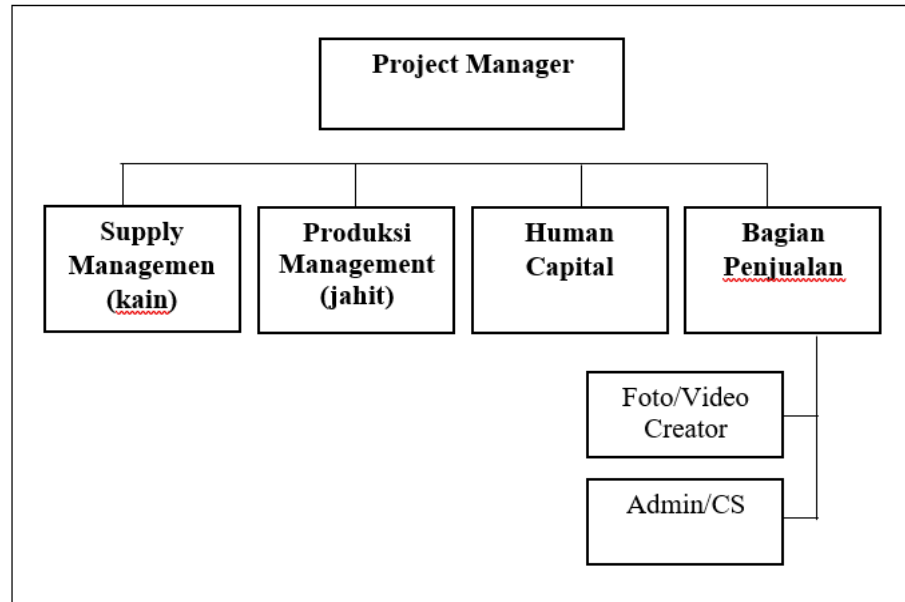 Project Manager
Supply
Managemen
(kain)
Produksi
Management
(jahit)
Human
Capital
Bagian
Penjualan
Foto/Video
Creator
Admin/CS